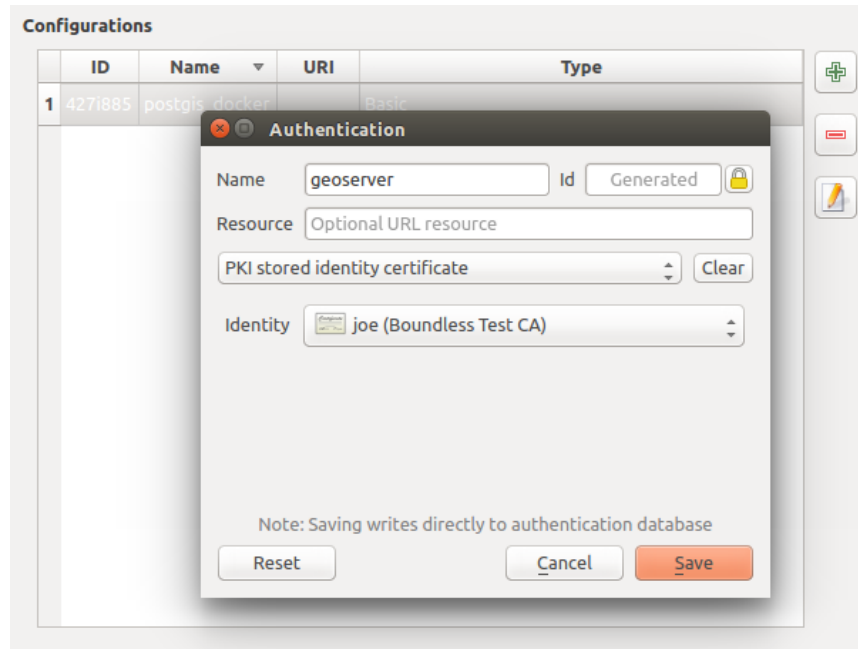 Configurations
ID Name URI Type
1 427i885 postgis_docker Basic
Authentication
Name geoserver Id Generated
Resource Optional URL resource
PKI stored identity certificate Clear
Identity joe (Boundless Test CA)
Note: Saving writes directly to authentication database
Reset Cancel Save